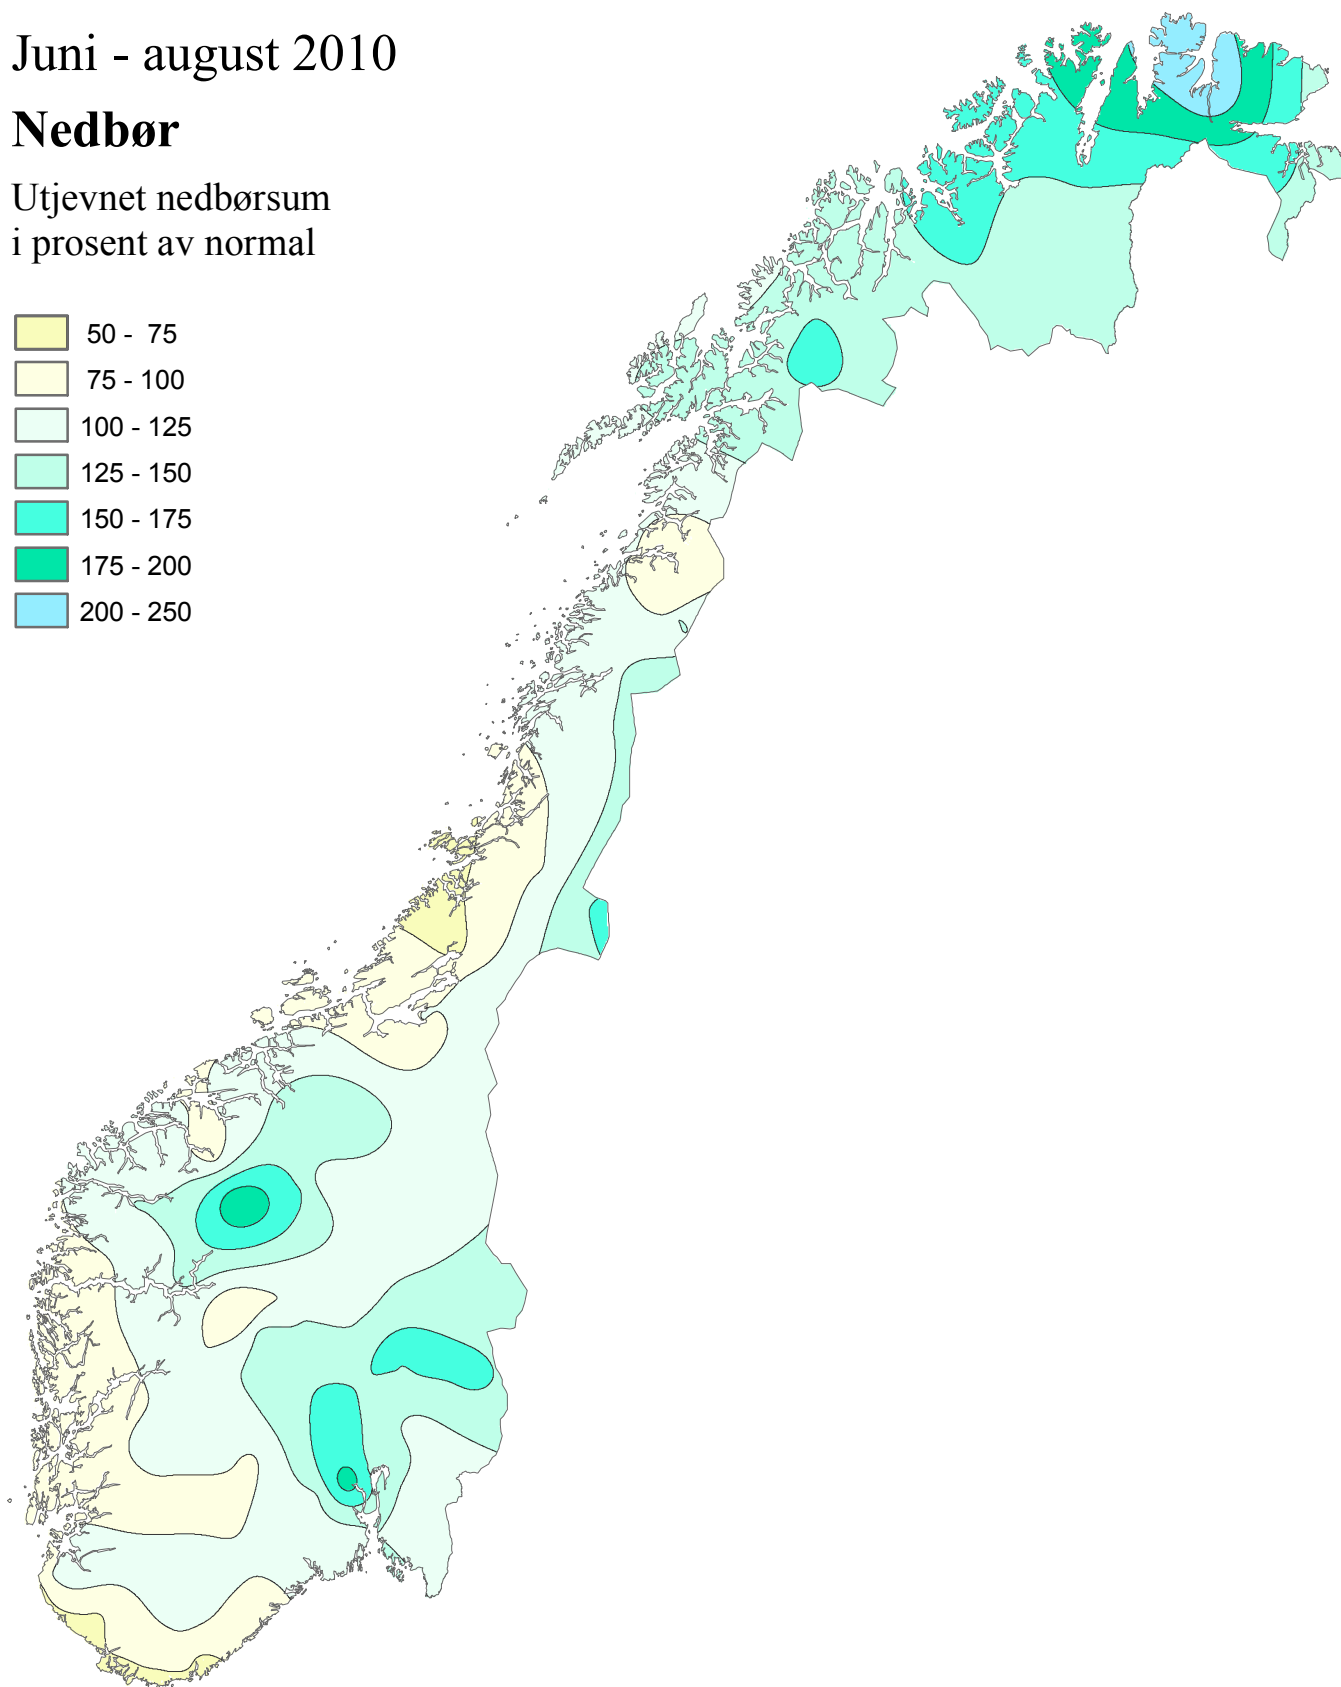 Juni - august 2010
Nedbør
Utjevnet nedbørsum
i prosent av normal
50 - 75
75 - 100
100 - 125
125 - 150
150 - 175
175 - 200
200 - 250